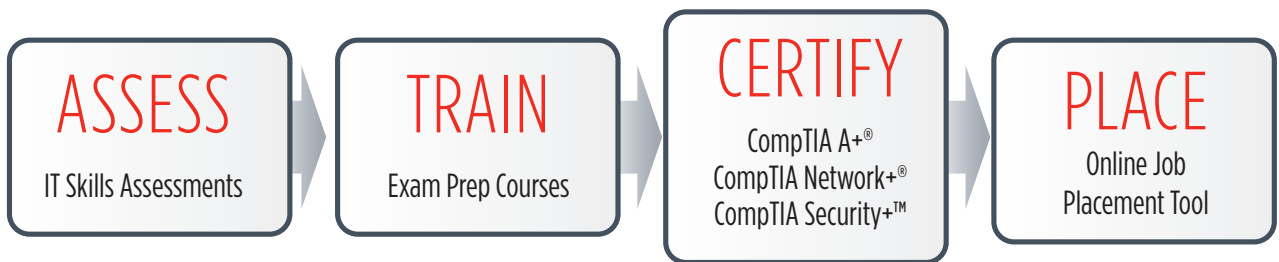 ASSESS
IT Skills Assessments
TRAIN
Exam Prep Courses
CERTIFY
CompTIA A+®
CompTIA Network+®
CompTIA Security+™
PLACE
Online Job
Placement Tool